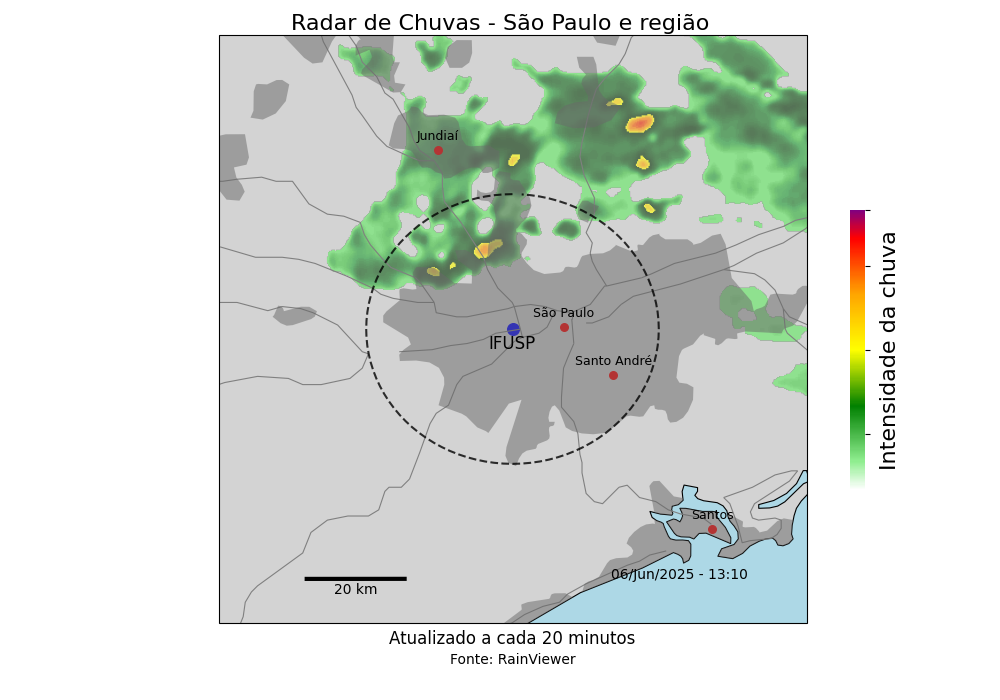 Radar de Chuvas - São Paulo e região
Jundiaí
São Paulo
IFUSP
Santo André
Santos
06/Jun/2025 - 13:10
20 km
Intensidade da chuva
Atualizado a cada 20 minutos
Fonte: RainViewer